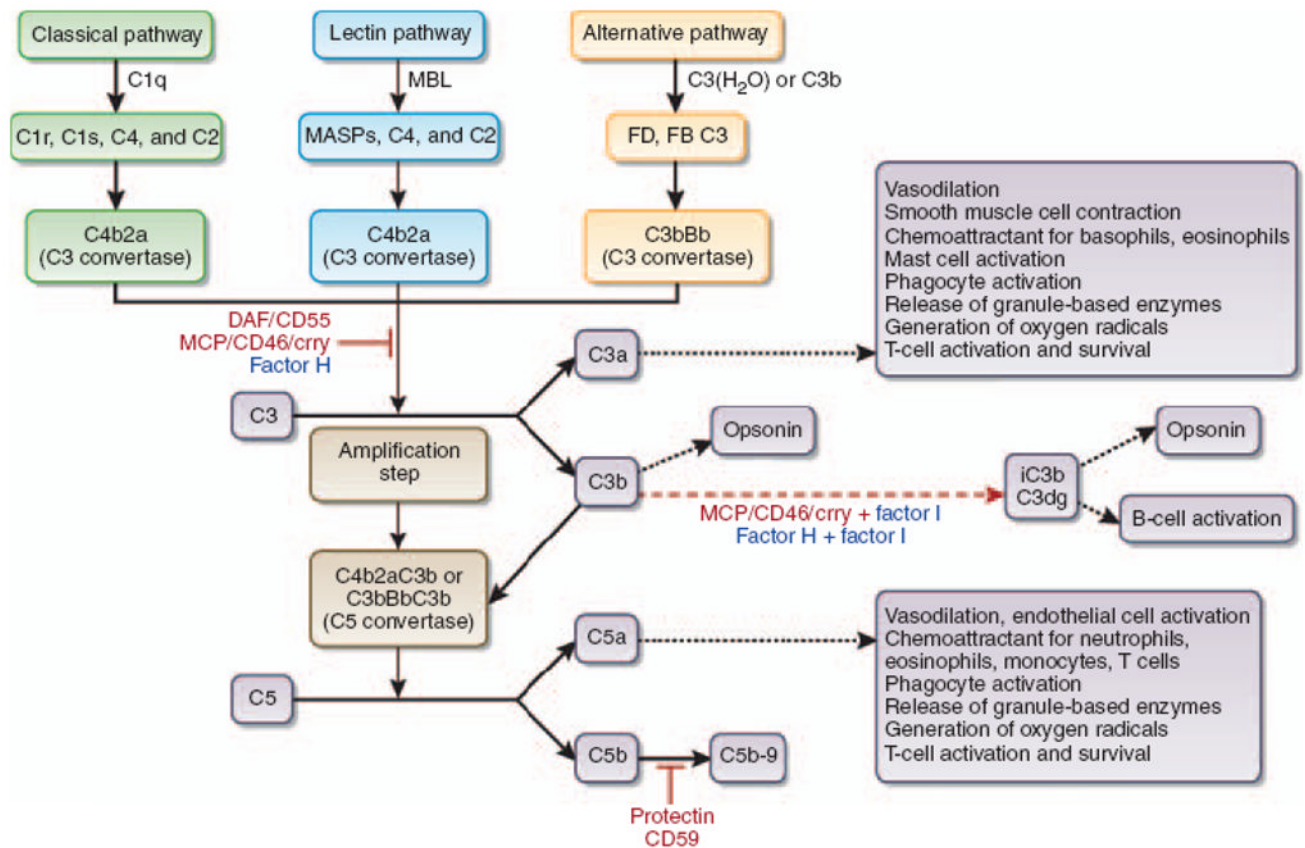 Classical pathway
Lectin pathway
Alternative pathway
C1q
MBL
C3(H₂O) or C3b
C1r, C1s, C4, and C2
MASPs, C4, and C2
FD, FB C3
C4b2a
(C3 convertase)
C4b2a
(C3 convertase)
C3bBb
(C3 convertase)
Vasodilation
Smooth muscle cell contraction
Chemoattractant for basophils, eosinophils
Mast cell activation
Phagocyte activation
Release of granule-based enzymes
Generation of oxygen radicals
T-cell activation and survival
DAF/CD55
MCP/CD46/crry
Factor H
C3a
C3
Opsonin
Amplification
step
C3b
MCP/CD46/crry + factor I
Factor H + factor I
iC3b
C3dg
Opsonin
B-cell activation
C4b2aC3b or
C3bBbC3b
(C5 convertase)
C5a
Vasodilation, endothelial cell activation
Chemoattractant for neutrophils,
eosinophils, monocytes, T cells
Phagocyte activation
Release of granule-based enzymes
Generation of oxygen radicals
T-cell activation and survival
C5
C5b
C5b-9
Protectin
CD59